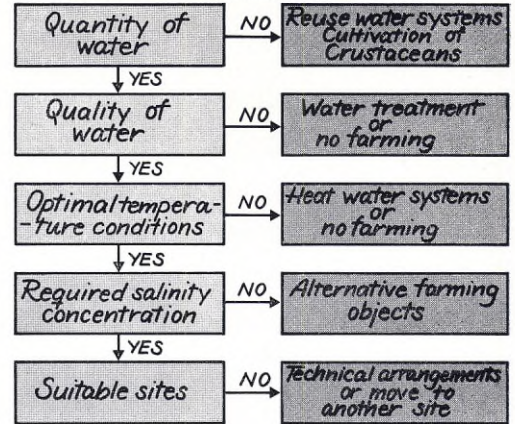 Quantity of
water
NO
Reuse water systems
Cultivation of
Crustaceans
YES
Quality of
water
NO
Water treatment
or
no farming
YES
Optimal tempera-
-ture conditions
NO
Heat water systems
or
no farming
YES
Required salinity
concentration
NO
Alternative farming
objects
YES
Suitable sites
NO
Technical arrangements
or move to
another site